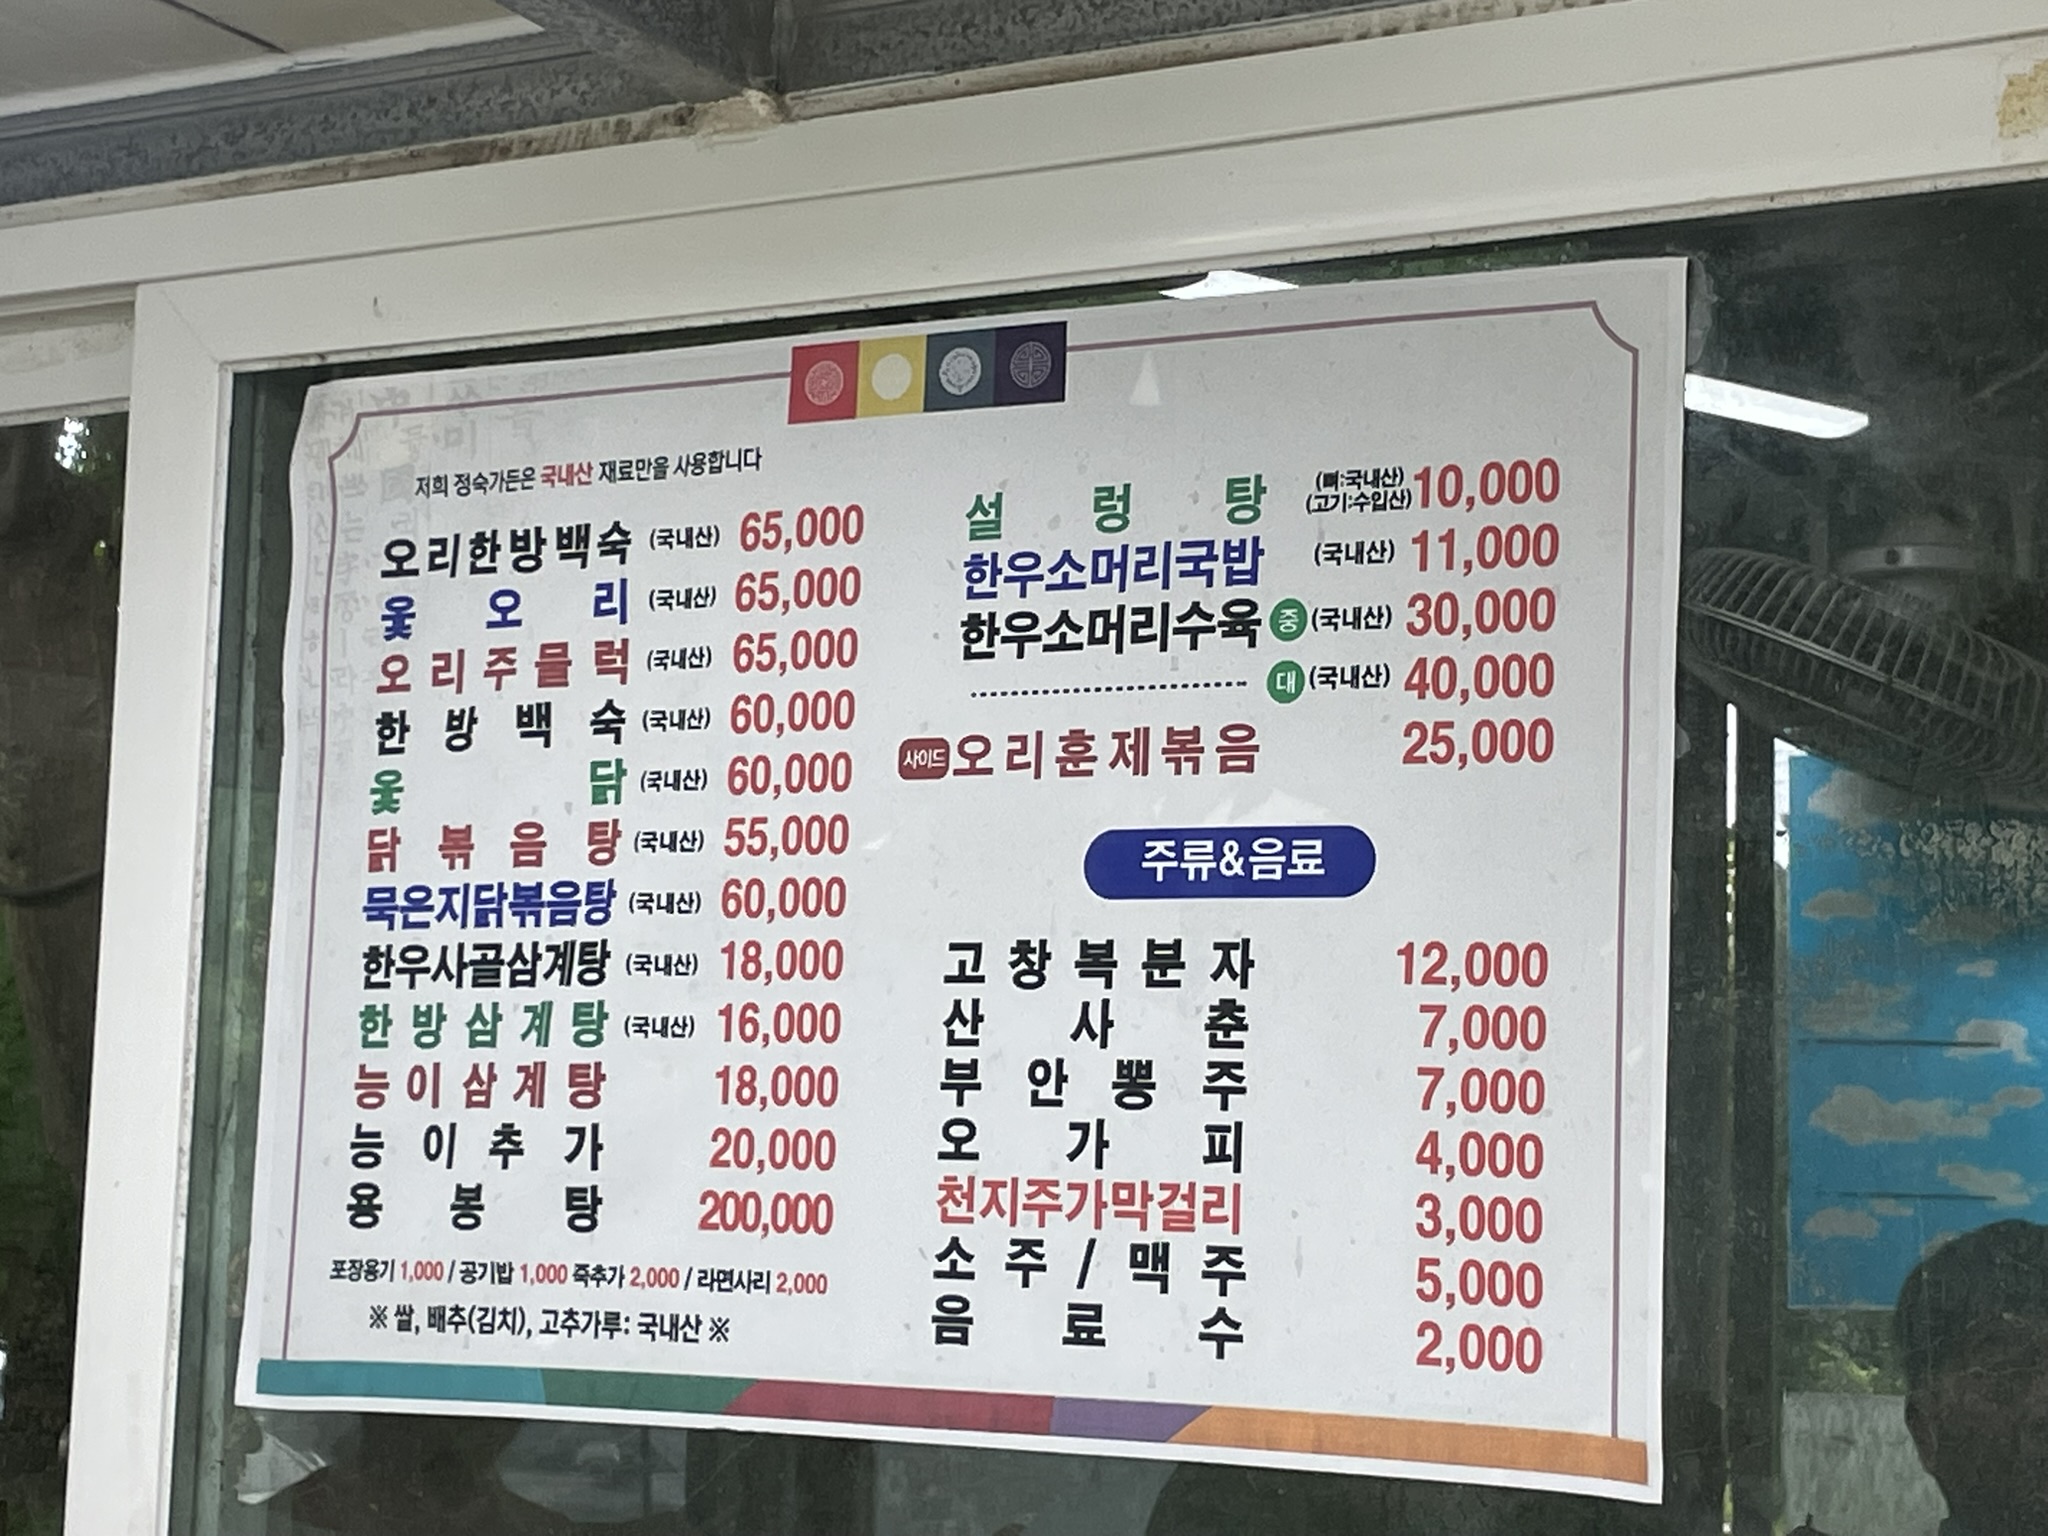 저희 정숙가든은 국내산 재료만을 사용합니다
오리한방백숙 (국내산) 65,000
옻오리 (국내산) 65,000
오리주물럭 (국내산) 65,000
한방백숙 (국내산) 60,000
옻닭 (국내산) 60,000
닭볶음탕 (국내산) 55,000
묵은지닭볶음탕 (국내산) 60,000
한우사골삼계탕 (국내산) 18,000
한방삼계탕 (국내산) 16,000
능이삼계탕 18,000
능이추가 20,000
용봉탕 200,000
포장용기 1,000 / 공기밥 1,000 죽추가 2,000 / 라면사리 2,000
※ 쌀, 배추(김치), 고추가루: 국내산 ※
설렁탕 (뼈:국내산) (고기:수입산) 10,000
한우소머리국밥 (국내산) 11,000
한우소머리수육 중 (국내산) 30,000
대 (국내산) 40,000
사이드 오리훈제볶음 25,000
주류&음료
고창복분자 12,000
산사춘 7,000
부안뽕주 7,000
오가피 4,000
천지주가막걸리 3,000
소주/맥주 5,000
음료수 2,000